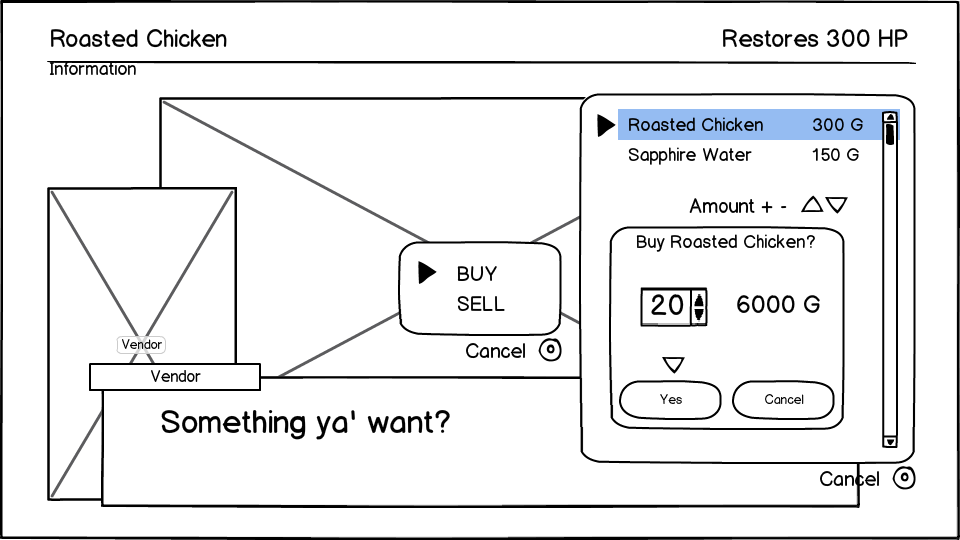 Roasted Chicken Restores 300 HP
Information
Roasted Chicken 300 G
Sapphire Water 150 G
Amount + -
Buy Roasted Chicken?
20 6000 G
Yes Cancel
BUY
SELL
Cancel
Vendor
Vendor
Something ya' want?
Cancel